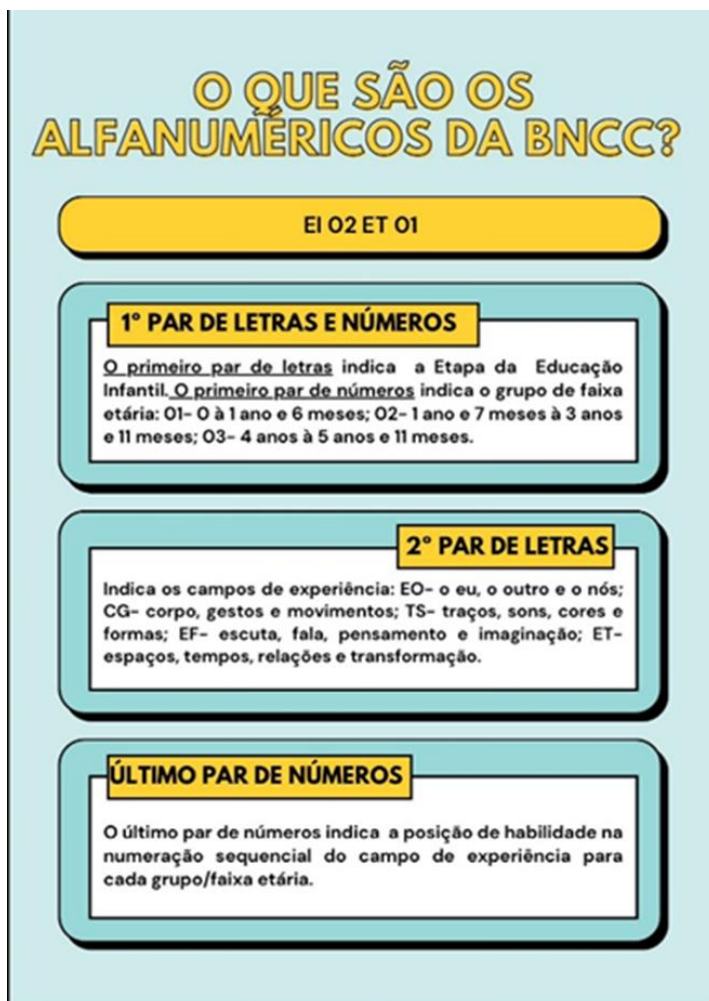 O QUE SÃO OS
ALFANUMÉRICOS DA BNCC?
EI 02 ET 01
1º PAR DE LETRAS E NÚMEROS
O primeiro par de letras indica a Etapa da Educação
Infantil. O primeiro par de números indica o grupo de faixa
etária: 01- 0 à 1 ano e 6 meses; 02- 1 ano e 7 meses à 3 anos
e 11 meses; 03- 4 anos à 5 anos e 11 meses.
2º PAR DE LETRAS
Indica os campos de experiência: EO- o eu, o outro e o nós;
CG- corpo, gestos e movimentos; TS- traços, sons, cores e
formas; EF- escuta, fala, pensamento e imaginação; ET-
espaços, tempos, relações e transformação.
ÚLTIMO PAR DE NÚMEROS
O último par de números indica a posição de habilidade na
numeração sequencial do campo de experiência para
cada grupo/faixa etária.